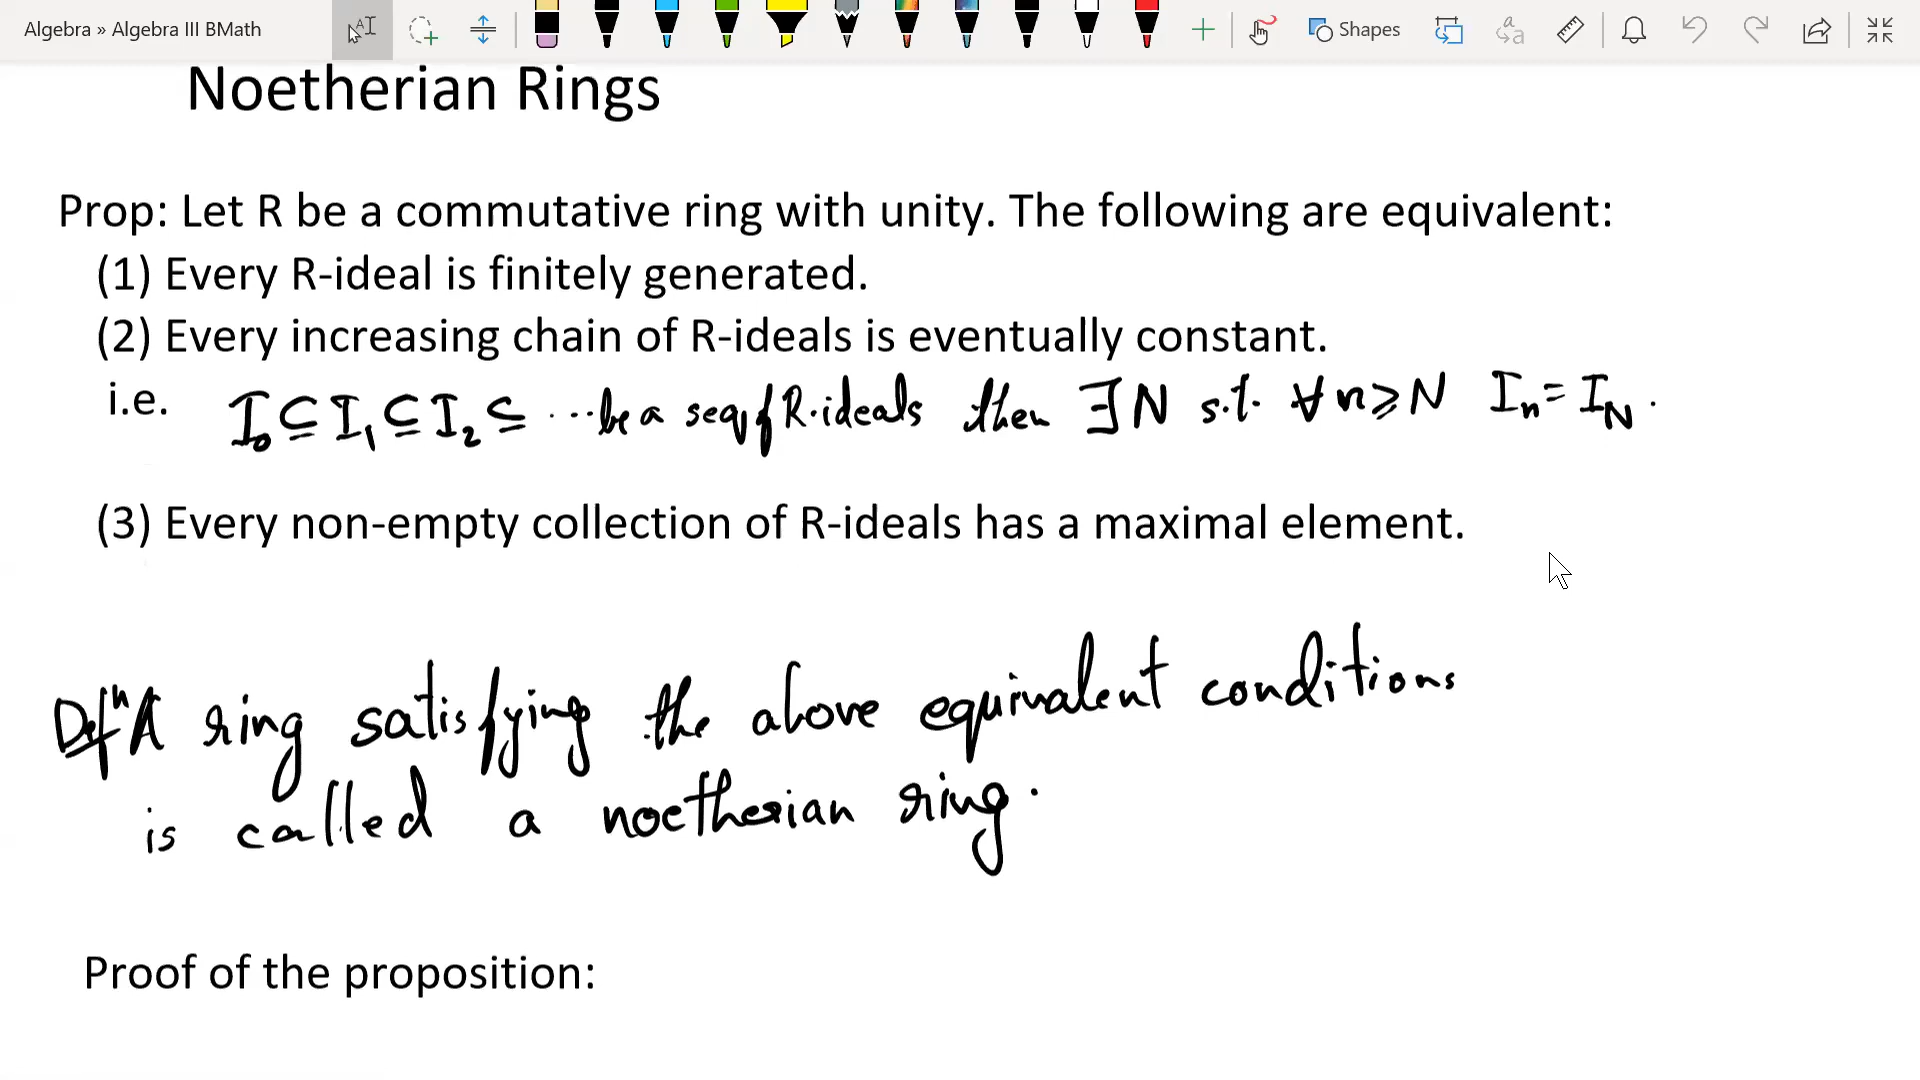 Algebra » Algebra III BMath
Shapes
Noetherian Rings
Prop: Let R be a commutative ring with unity. The following are equivalent:
(1) Every R-ideal is finitely generated.
(2) Every increasing chain of R-ideals is eventually constant.
i.e. I₀ ⊆ I₁ ⊆ I₂ ⊆ ... be a seq of R-ideals then ∃ N s.t. ∀ n ⩾ N Iₙ = I_N .
(3) Every non-empty collection of R-ideals has a maximal element.
Defⁿ A ring satisfying the above equivalent conditions
is called a noetherian ring.
Proof of the proposition: